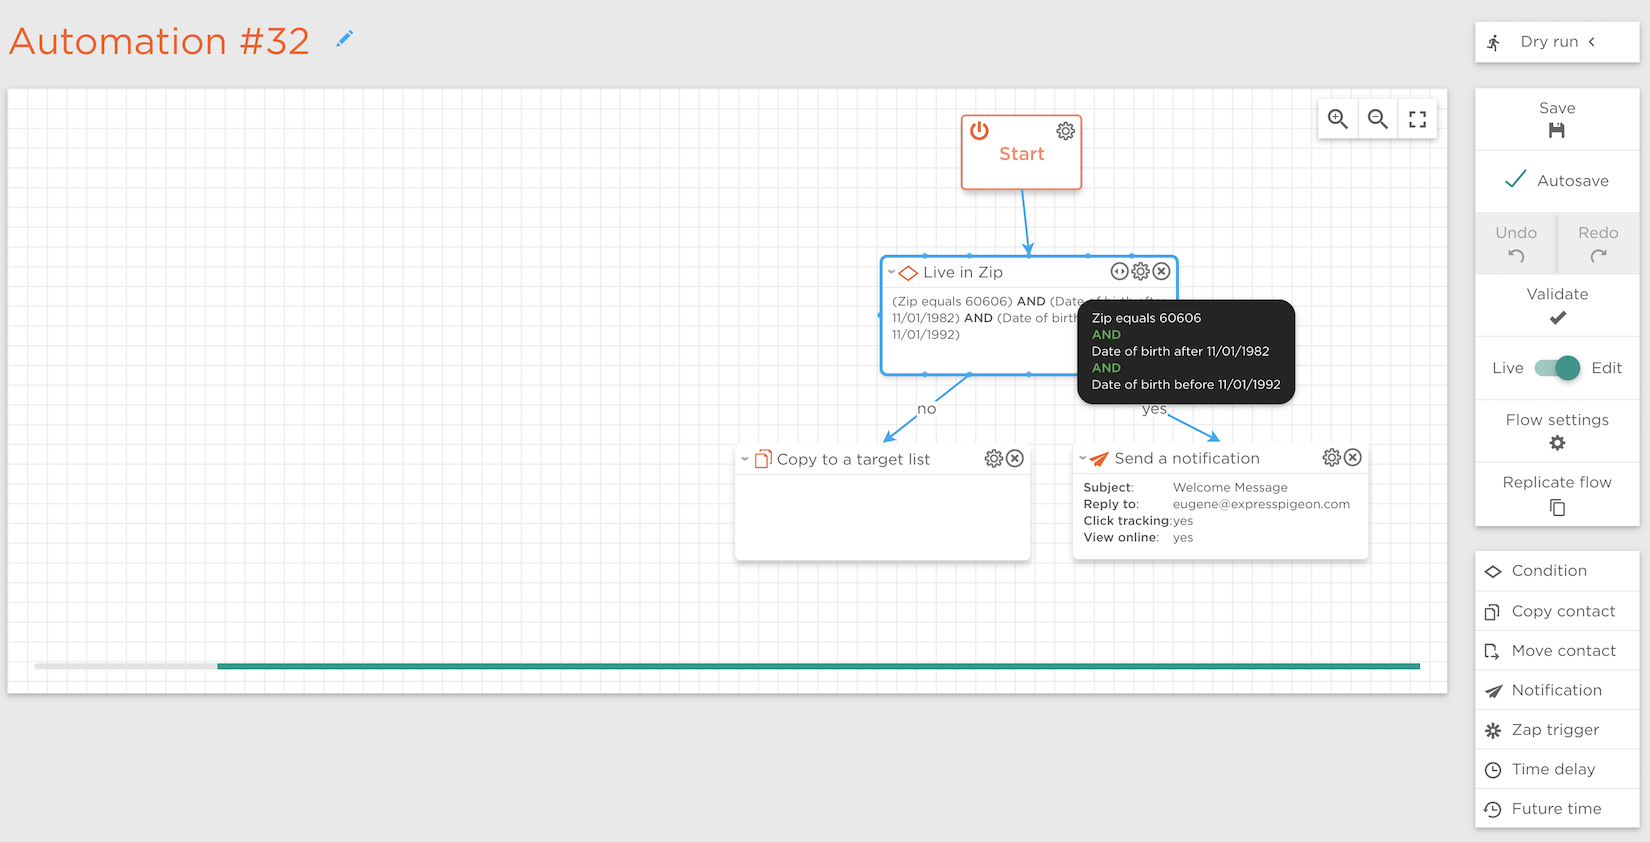 Automation #32
Dry run
Start
Live in Zip
(Zip equals 60606) AND (Date of birth after
11/01/1982) AND (Date of birth
11/01/1992)
Zip equals 60606
AND
Date of birth after 11/01/1982
AND
Date of birth before 11/01/1992
no
yes
Copy to a target list
Send a notification
Subject: Welcome Message
Reply to: eugene@expresspigeon.com
Click tracking: yes
View online: yes
Save
Autosave
Undo Redo
Validate
Live Edit
Flow settings
Replicate flow
Condition
Copy contact
Move contact
Notification
Zap trigger
Time delay
Future time